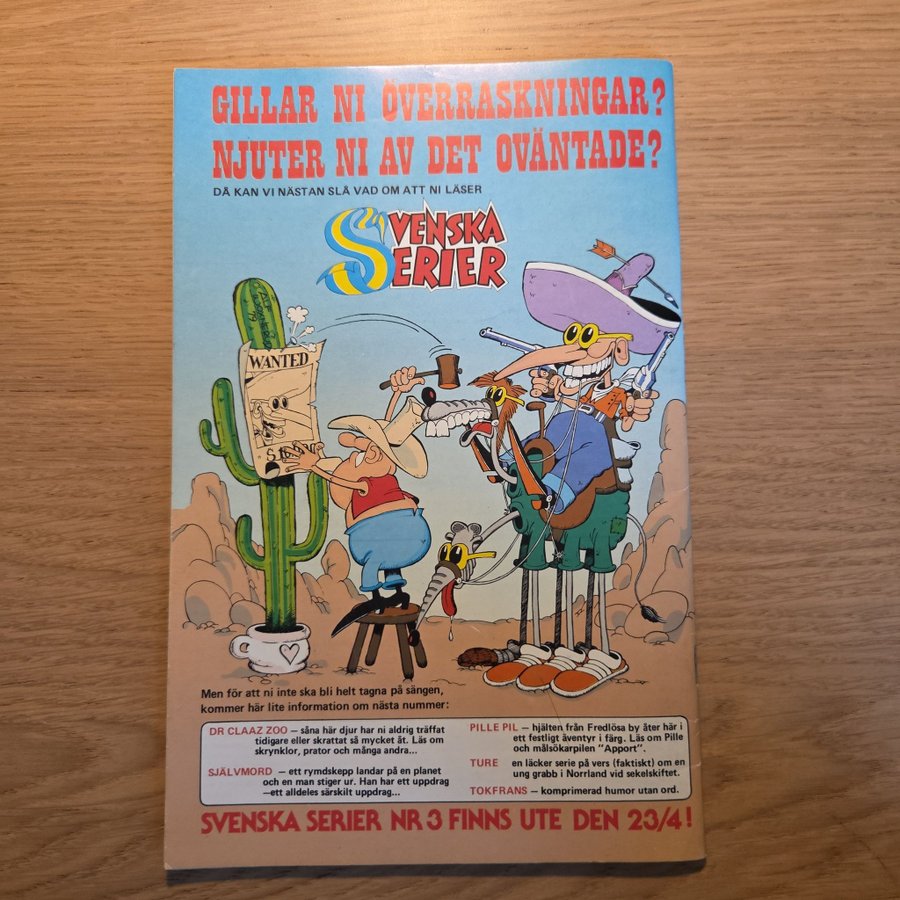 GILLAR NI ÖVERRASKNINGAR?
NJUTER NI AV DET OVÄNTADE?
DÅ KAN VI NÄSTAN SLÅ VAD OM ATT NI LÄSER
SVENSKA
SERIER
WANTED
Men för att ni inte ska bli helt tagna på sängen,
kommer här lite information om nästa nummer:
DR CLAAZ ZOO — såna här djur har ni aldrig träffat
tidigare eller skrattat så mycket åt. Läs om
skrynklor, prator och många andra...
SJÄLVMORD — ett rymdskepp landar på en planet
och en man stiger ur. Han har ett uppdrag
—ett alldeles särskilt uppdrag...
PILLE PIL — hjälten från Fredlösa by åter här i
ett festligt äventyr i färg. Läs om Pille
och målsökarpilen "Apport".
TURE en läcker serie på vers (faktiskt) om en
ung grabb i Norrland vid sekelskiftet.
TOKFRANS — komprimerad humor utan ord.
SVENSKA SERIER NR 3 FINNS UTE DEN 23/4!